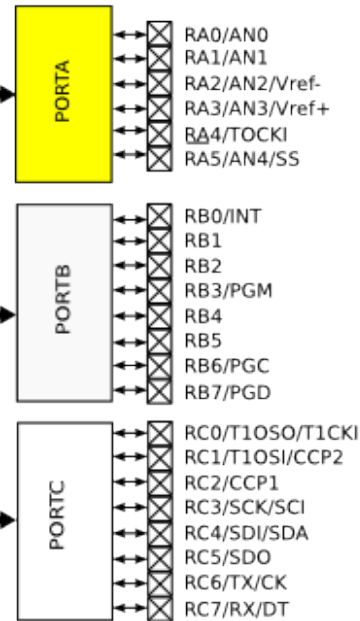 PORTA
RA0/AN0
RA1/AN1
RA2/AN2/Vref-
RA3/AN3/Vref+
RA4/TOCKI
RA5/AN4/SS
PORTB
RB0/INT
RB1
RB2
RB3/PGM
RB4
RB5
RB6/PGC
RB7/PGD
PORTC
RC0/T1OSO/T1CKI
RC1/T1OSI/CCP2
RC2/CCP1
RC3/SCK/SCI
RC4/SDI/SDA
RC5/SDO
RC6/TX/CK
RC7/RX/DT